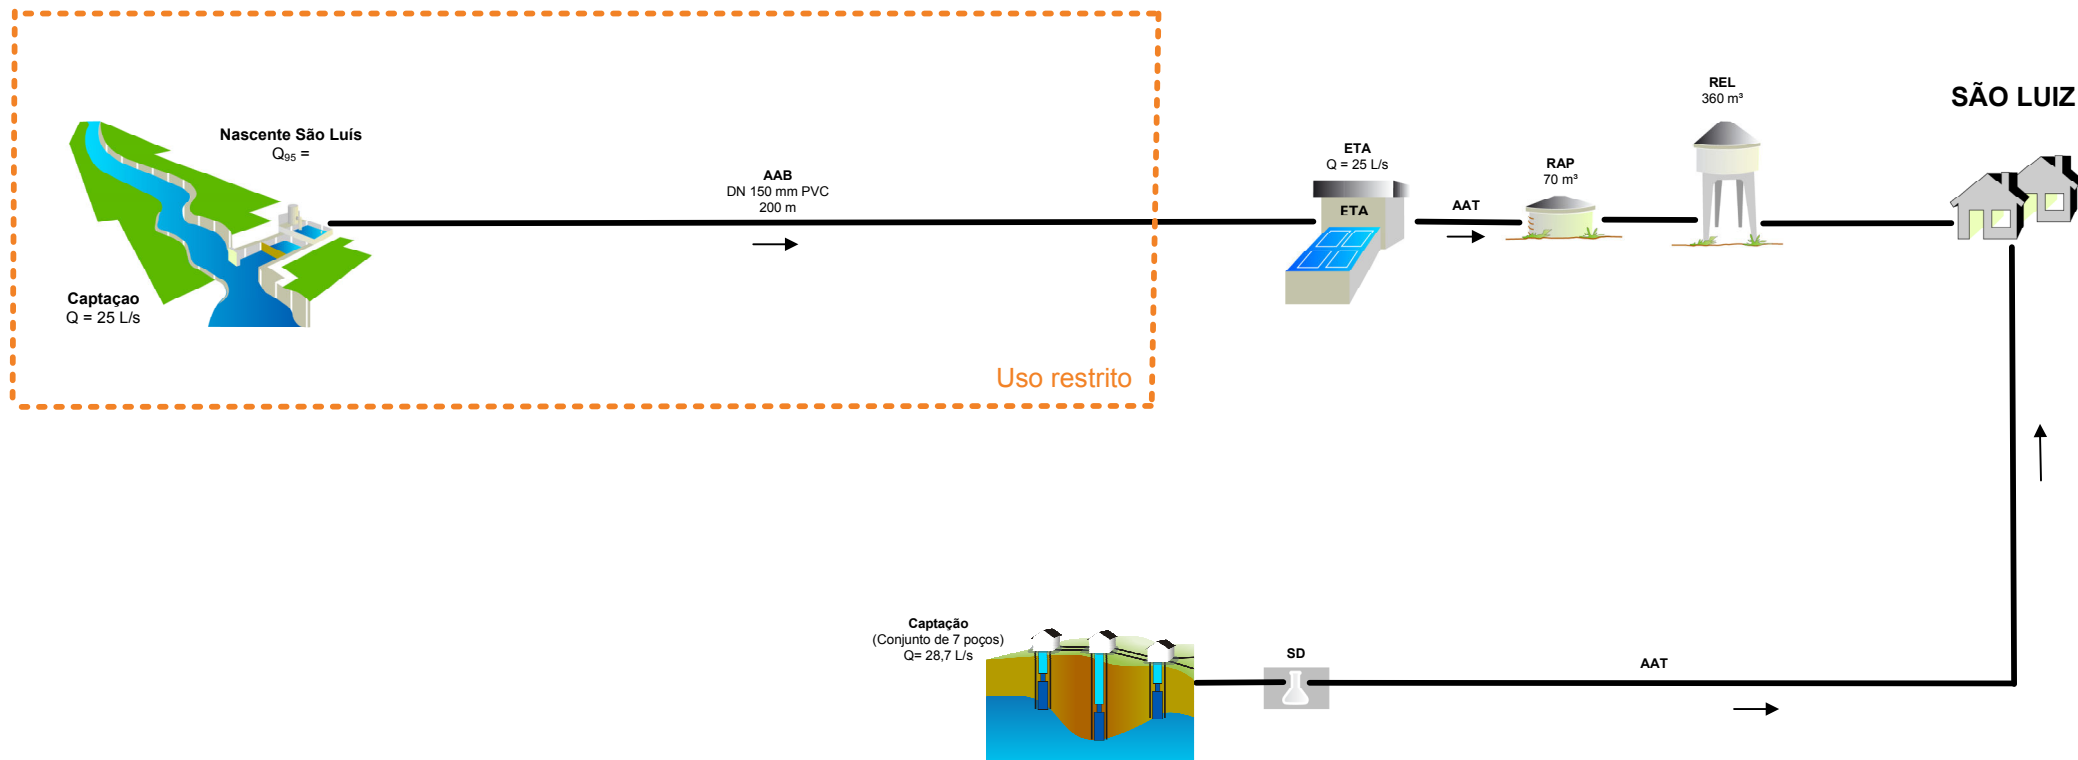 SÃO LUIZ
REL
360 m³
Nascente São Luís
Q₉₅ =
AAB
DN 150 mm PVC
200 m
ETA
Q = 25 L/s
ETA
AAT
RAP
70 m³
Captaçao
Q = 25 L/s
Uso restrito
Captação
(Conjunto de 7 poços)
Q= 28,7 L/s
SD
AAT